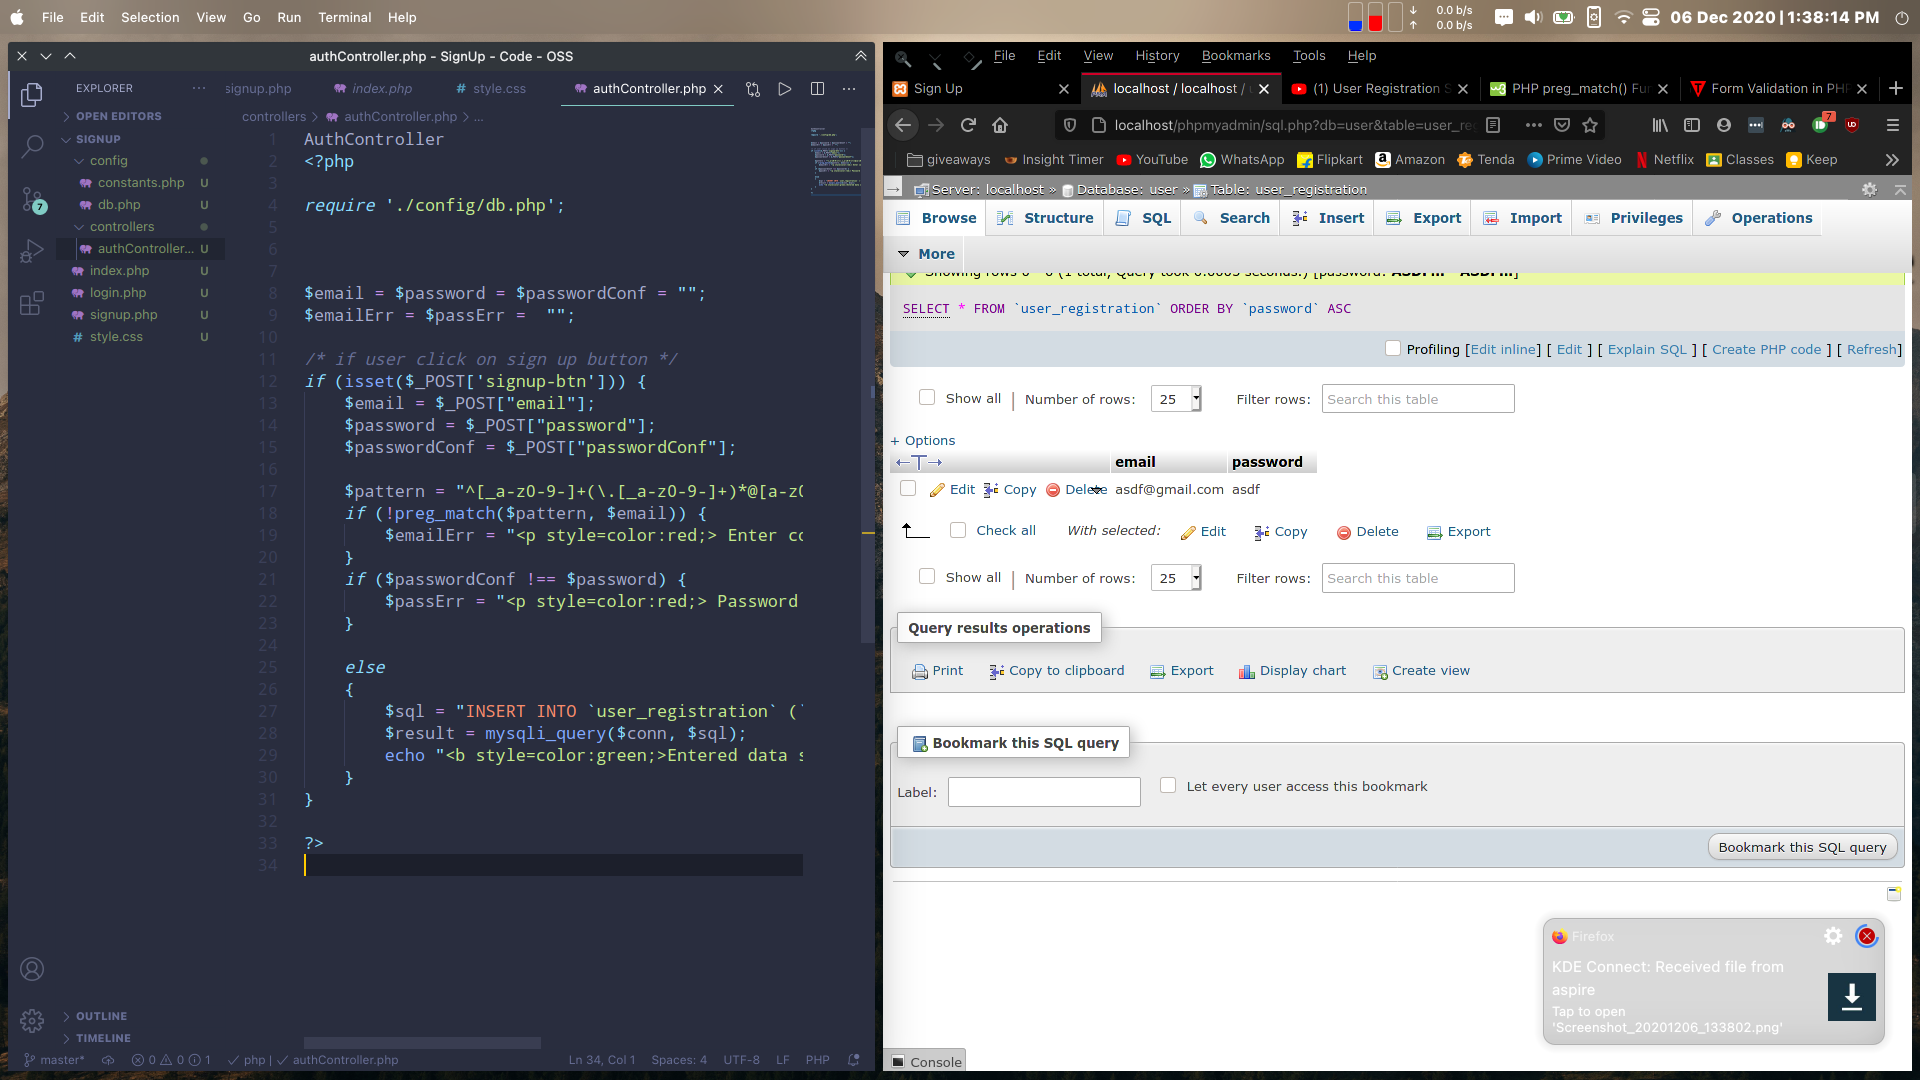 File Edit Selection View Go Run Terminal Help
0.0 b/s
0.0 b/s
06 Dec 2020 | 1:38:14 PM
authController.php - SignUp - Code - OSS
EXPLORER
signup.php
index.php
style.css
authController.php
OPEN EDITORS
SIGNUP
config
constants.php U
db.php U
controllers
authController... U
index.php U
login.php U
signup.php U
style.css U
7
OUTLINE
TIMELINE
controllers > authController.php > ...
1 AuthController
2 <?php
3
4 require './config/db.php';
5
6
7
8 $email = $password = $passwordConf = "";
9 $emailErr = $passErr =  "";
10
11 /* if user click on sign up button */
12 if (isset($_POST['signup-btn'])) {
13 $email = $_POST["email"];
14 $password = $_POST["password"];
15 $passwordConf = $_POST["passwordConf"];
16
17 $pattern = "^[_a-z0-9-]+(\.[_a-z0-9-]+)*@[a-z0
18 if (!preg_match($pattern, $email)) {
19 $emailErr = "<p style=color:red;> Enter co
20 }
21 if ($passwordConf !== $password) {
22 $passErr = "<p style=color:red;> Password
23 }
24
25 else
26 {
27 $sql = "INSERT INTO `user_registration` (`
28 $result = mysqli_query($conn, $sql);
29 echo "<b style=color:green;>Entered data s
30 }
31 }
32
33 ?>
34
master* 0 0 1 php | authController.php Ln 34, Col 1 Spaces: 4 UTF-8 LF PHP
File Edit View History Bookmarks Tools Help
Sign Up
localhost / localhost / u
(1) User Registration S
PHP preg_match() Fun
Form Validation in PHP
localhost/phpmyadmin/sql.php?db=user&table=user_reg
7
giveaways Insight Timer YouTube WhatsApp Flipkart Amazon Tenda Prime Video Netflix Classes Keep
Server: localhost » Database: user » Table: user_registration
Browse Structure SQL Search Insert Export Import Privileges Operations
More
SELECT * FROM `user_registration` ORDER BY `password` ASC
Profiling [Edit inline] [ Edit ] [ Explain SQL ] [ Create PHP code ] [ Refresh]
Show all | Number of rows: 25 Filter rows: Search this table
+ Options
←T→ email password
Edit Copy Delete asdf@gmail.com asdf
Check all With selected: Edit Copy Delete Export
Show all | Number of rows: 25 Filter rows: Search this table
Query results operations
Print Copy to clipboard Export Display chart Create view
Bookmark this SQL query
Label: Let every user access this bookmark
Bookmark this SQL query
Firefox
KDE Connect: Received file from
aspire
Tap to open
'Screenshot_20201206_133802.png'
Console